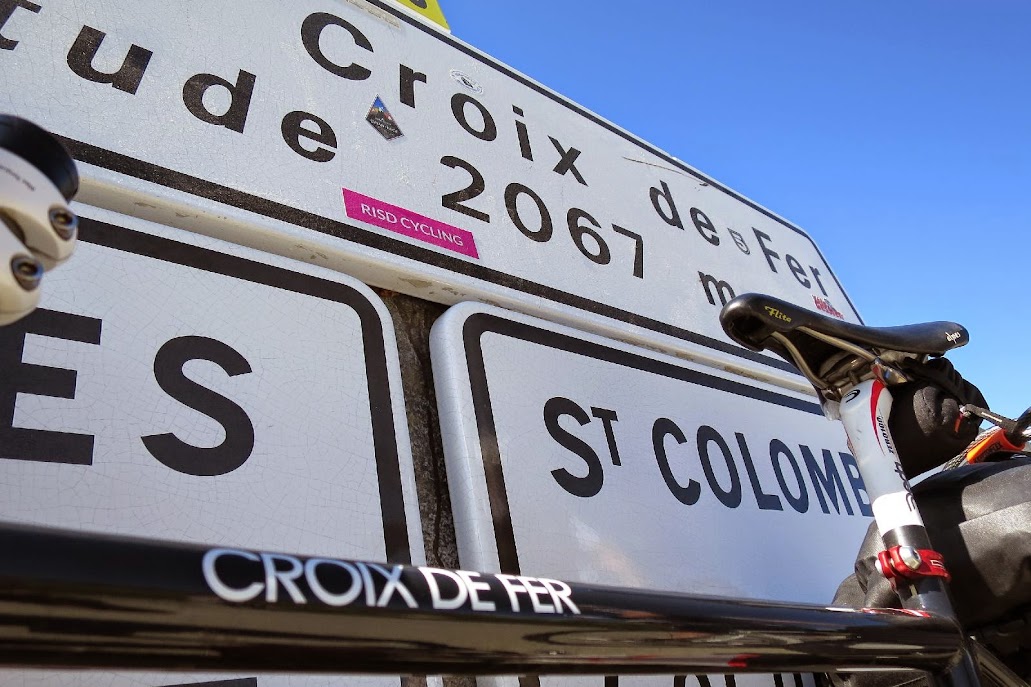 Croix de Fer
tude 2067 m
RISD CYCLING
ES
ST COLOMB
Flite
CROIX DE FER